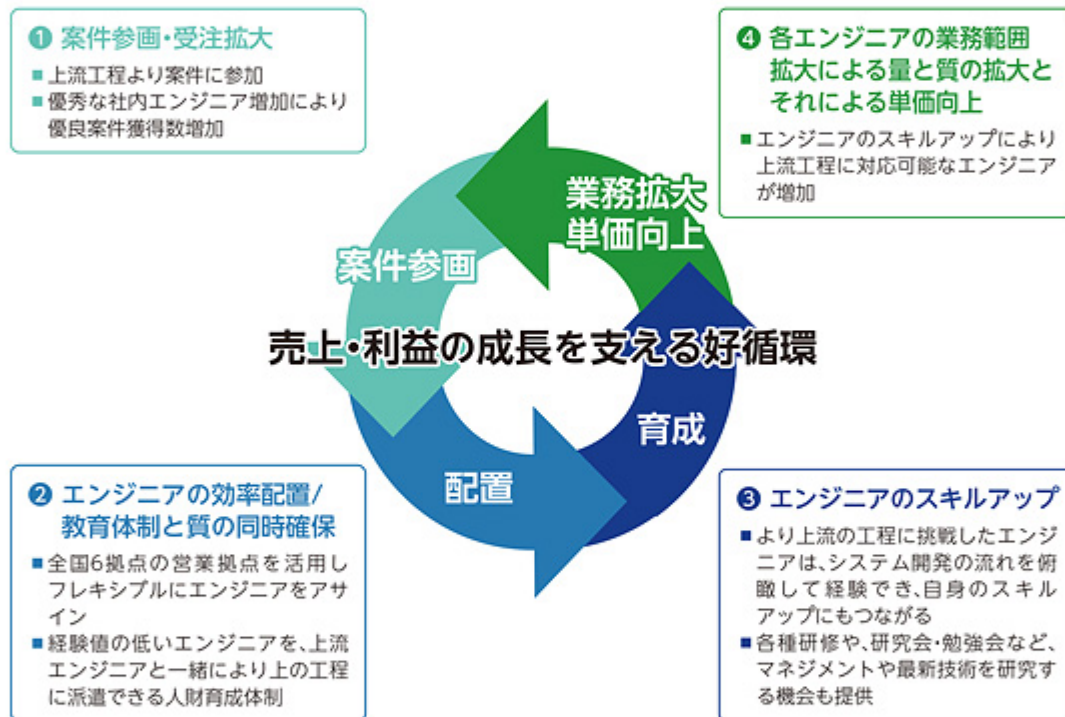 ❶ 案件参画・受注拡大
■ 上流工程より案件に参加
■ 優秀な社内エンジニア増加により
優良案件獲得数増加
❹ 各エンジニアの業務範囲
拡大による量と質の拡大と
それによる単価向上
■ エンジニアのスキルアップにより
上流工程に対応可能なエンジニア
が増加
業務拡大
単価向上
案件参画
売上・利益の成長を支える好循環
育成
配置
❷ エンジニアの効率配置/
教育体制と質の同時確保
■ 全国6拠点の営業拠点を活用し
フレキシブルにエンジニアをアサ
イン
■ 経験値の低いエンジニアを、上流
エンジニアと一緒により上の工程
に派遣できる人財育成体制
❸ エンジニアのスキルアップ
■ より上流の工程に挑戦したエンジ
ニアは、システム開発の流れを俯
瞰して経験でき、自身のスキル
アップにもつながる
■ 各種研修や、研究会・勉強会など、
マネジメントや最新技術を研究す
る機会も提供